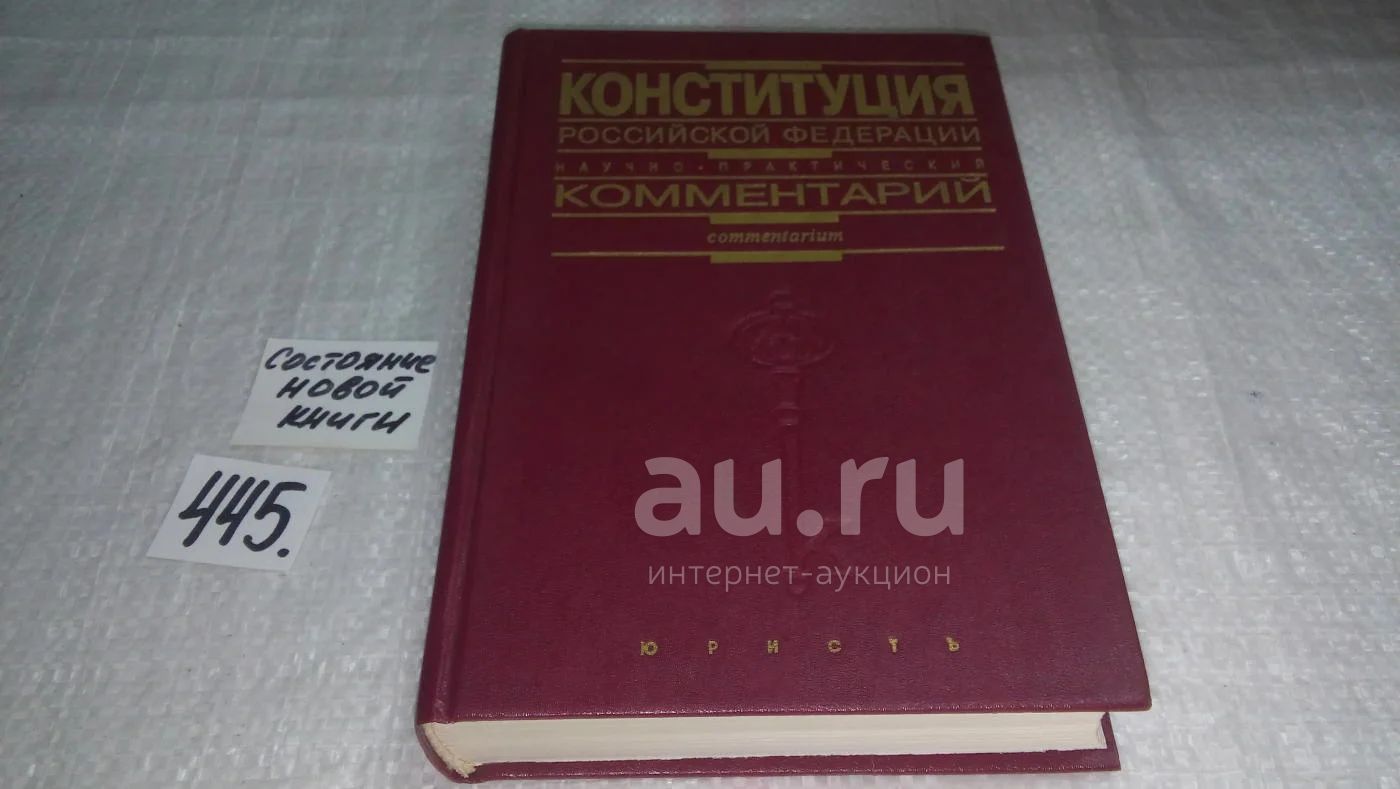 КОНСТИТУЦИЯ
РОССИЙСКОЙ ФЕДЕРАЦИИ
НАУЧНО-ПРАКТИЧЕСКИЙ
КОММЕНТАРИЙ
commentarium
Состояние
новой
книги
445.
au.ru
интернет-аукцион
ЮРИСТЪ